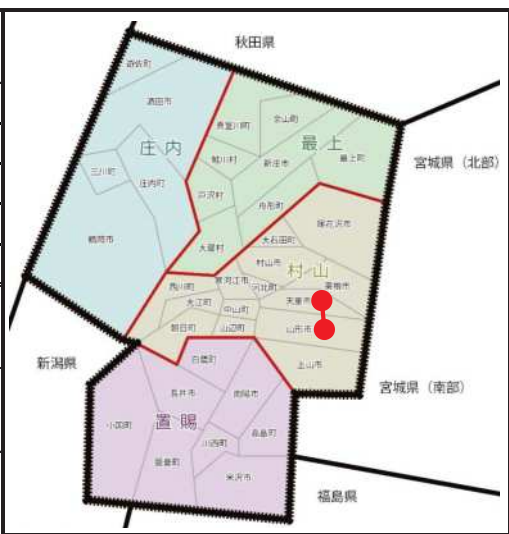 秋田県
遊佐町
酒田市
金山町
真室川町
最上
庄内
鮭川村
新庄市
最上町
宮城県（北部）
三川町
庄内町
戸沢村
舟形町
鶴岡市
大蔵村
大石田町
尾花沢市
村山市
村山
西川町
寒河江市
河北町
東根市
大江町
中山町
天童市
朝日町
山辺町
山形市
新潟県
白鷹町
上山市
宮城県（南部）
長井市
南陽市
小国町
置賜
高畠町
川西町
飯豊町
米沢市
福島県